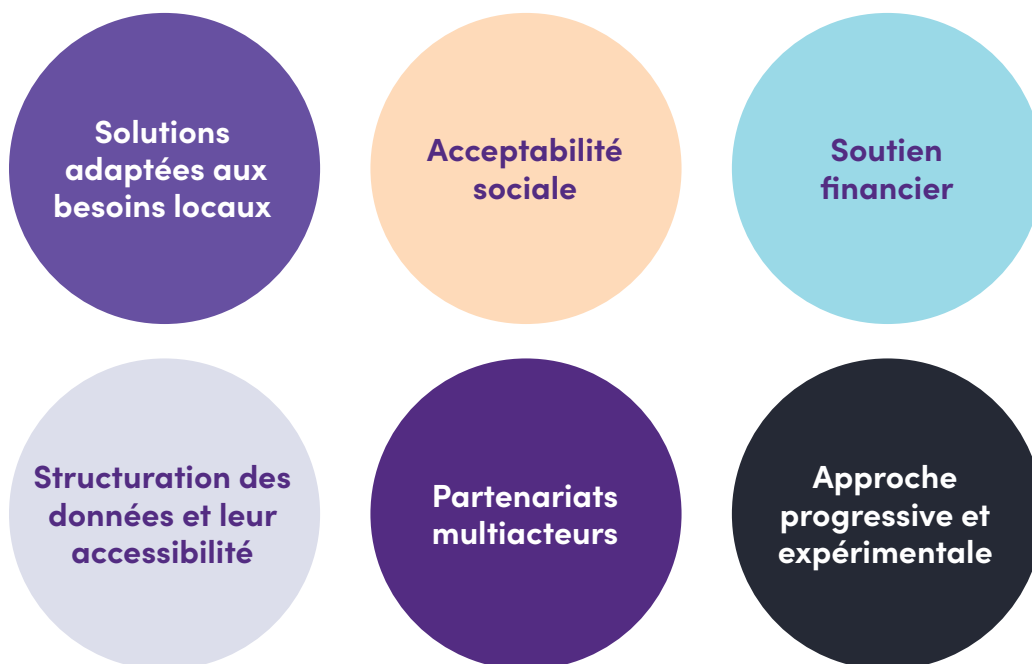 Solutions
adaptées aux
besoins locaux
Acceptabilité
sociale
Soutien
financier
Structuration des
données et leur
accessibilité
Partenariats
multiacteurs
Approche
progressive et
expérimentale